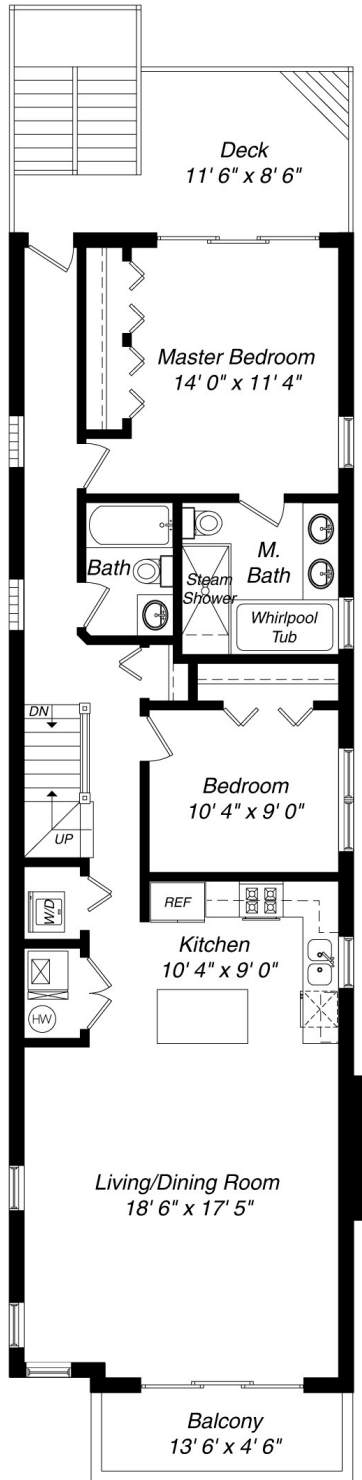 Deck
11' 6" x 8' 6"
Master Bedroom
14' 0" x 11' 4"
Bath
M.
Bath
Steam
Shower
Whirlpool
Tub
DN
UP
Bedroom
10' 4" x 9' 0"
W/D
REF
Kitchen
10' 4" x 9' 0"
HW
Living/Dining Room
18' 6" x 17' 5"
Balcony
13' 6' x 4' 6"